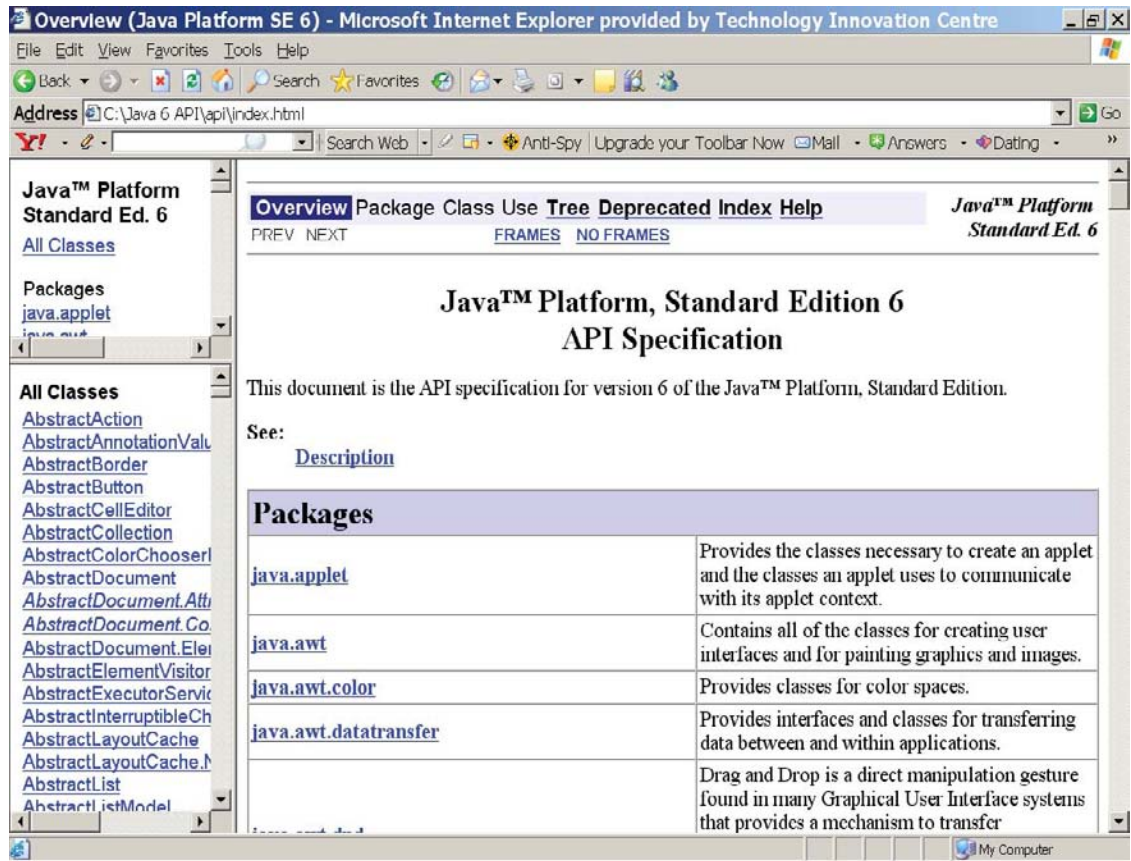 Overview (Java Platform SE 6) - Microsoft Internet Explorer provided by Technology Innovation Centre
File Edit View Favorites Tools Help
Back Search Favorites
Address C:\Java 6 API\api\index.html Go
Y! Search Web Anti-Spy Upgrade your Toolbar Now Mail Answers Dating »
Java™ Platform
Standard Ed. 6
All Classes
Packages
java.applet
java.awt
All Classes
AbstractAction
AbstractAnnotationValu
AbstractBorder
AbstractButton
AbstractCellEditor
AbstractCollection
AbstractColorChooser
AbstractDocument
AbstractDocument.Att
AbstractDocument.Co
AbstractDocument.Ele
AbstractElementVisitor
AbstractExecutorServic
AbstractInterruptibleCh
AbstractLayoutCache
AbstractLayoutCache.N
AbstractList
AbstractListModel
Overview Package Class Use Tree Deprecated Index Help
PREV NEXT FRAMES NO FRAMES
Java™ Platform
Standard Ed. 6
Java™ Platform, Standard Edition 6
API Specification
This document is the API specification for version 6 of the Java™ Platform, Standard Edition.
See:
Description
Packages
java.applet
Provides the classes necessary to create an applet
and the classes an applet uses to communicate
with its applet context.
java.awt
Contains all of the classes for creating user
interfaces and for painting graphics and images.
java.awt.color
Provides classes for color spaces.
java.awt.datatransfer
Provides interfaces and classes for transferring
data between and within applications.
java.awt.dnd
Drag and Drop is a direct manipulation gesture
found in many Graphical User Interface systems
that provides a mechanism to transfer
My Computer